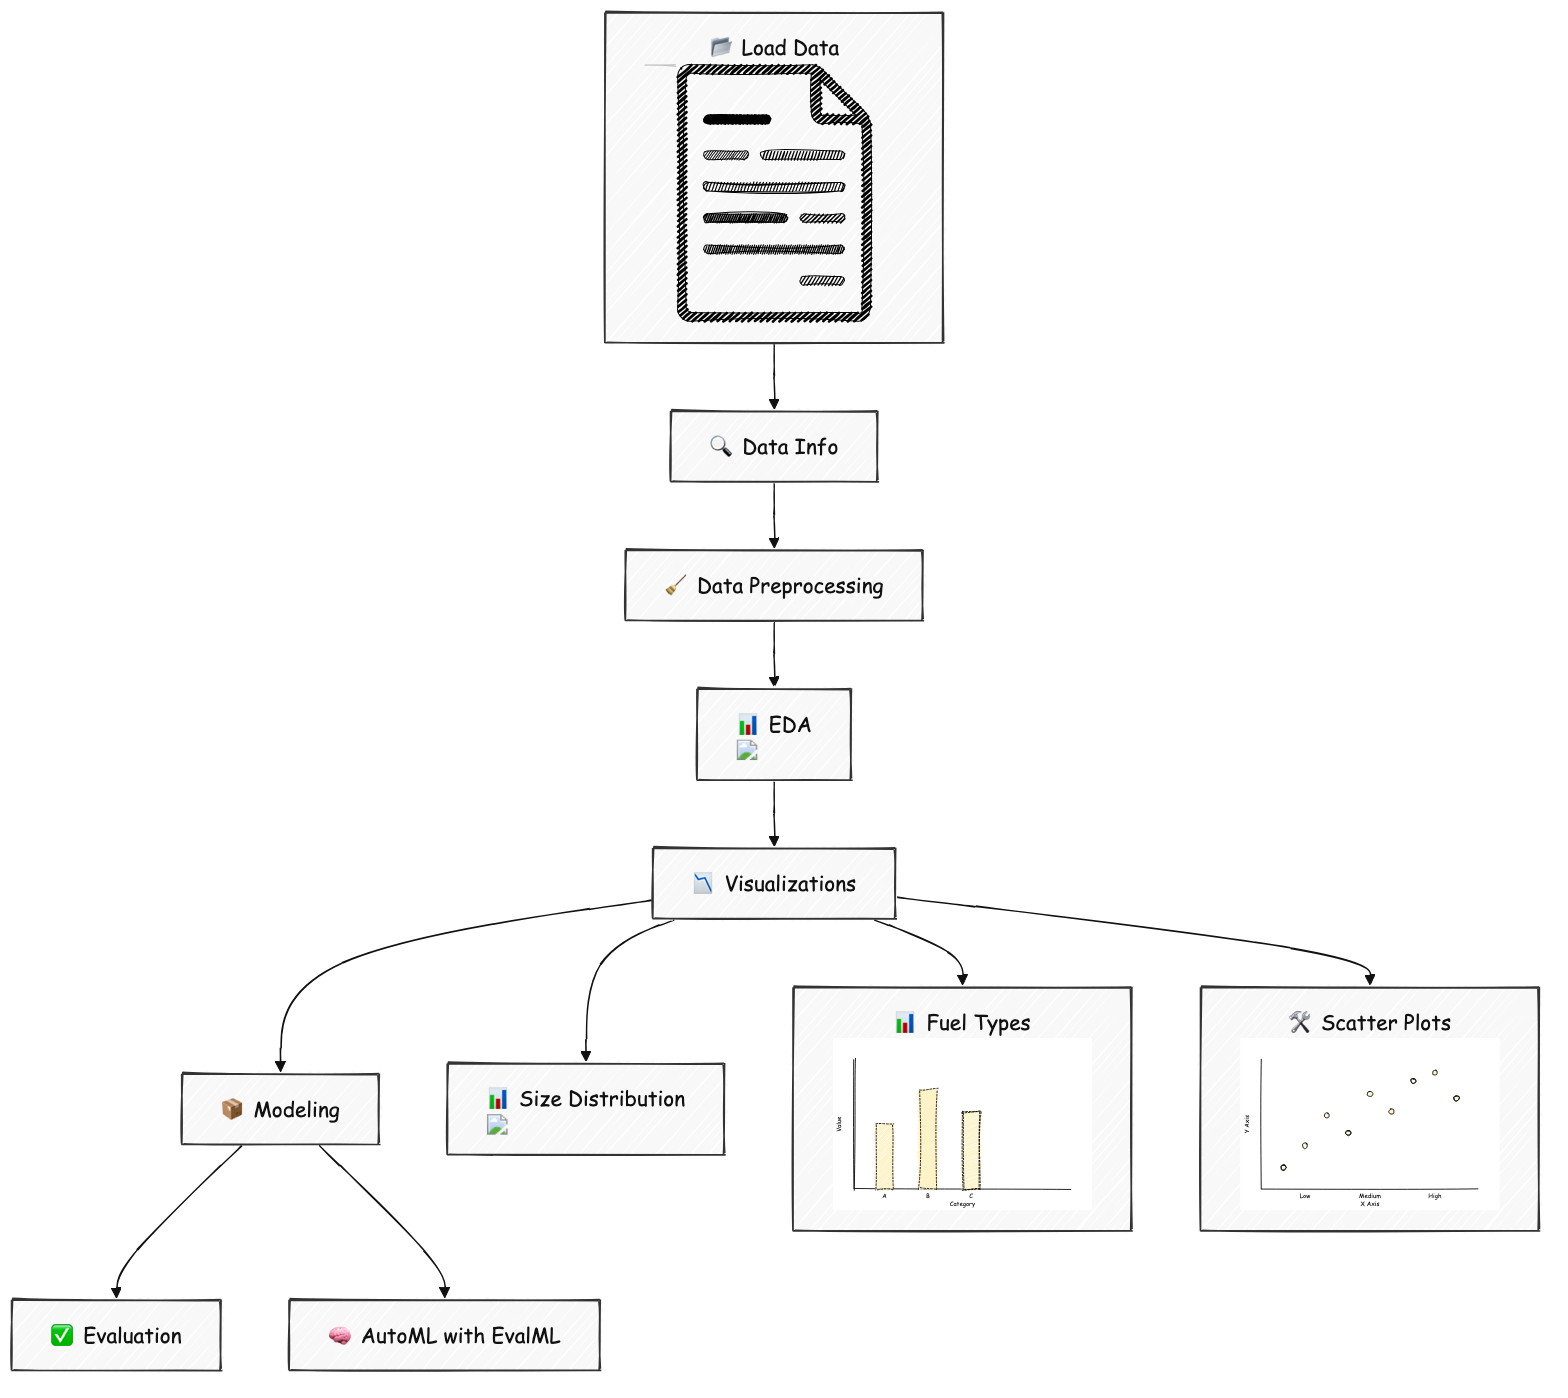 Load Data
Data Info
Data Preprocessing
EDA
Visualizations
Fuel Types
Scatter Plots
Modeling
Size Distribution
Value
A B C
Category
Y Axis
Low Medium High
X Axis
Evaluation
AutoML with EvalML